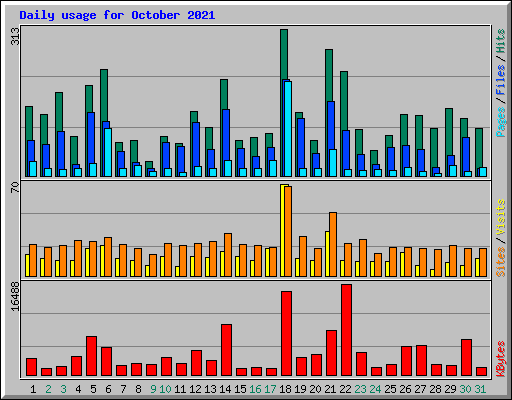 Daily usage for October 2021
313
Pages / Files / Hits
70
Sites / Visits
16488
KBytes
1 2 3 4 5 6 7 8 9 10 11 12 13 14 15 16 17 18 19 20 21 22 23 24 25 26 27 28 29 30 31